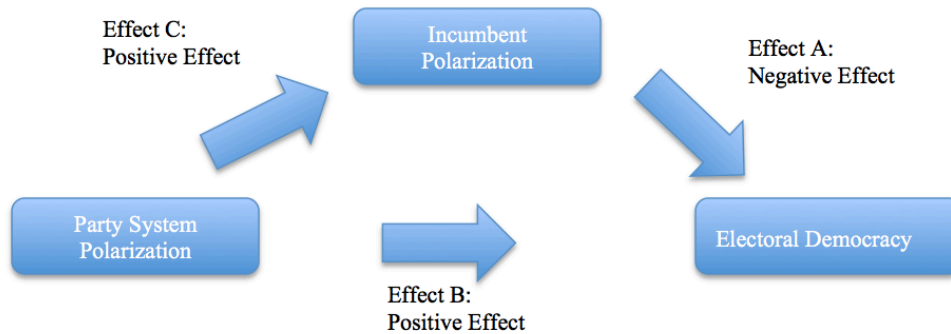 Effect C:
Positive Effect
Incumbent
Polarization
Effect A:
Negative Effect
Party System
Polarization
Electoral Democracy
Effect B:
Positive Effect